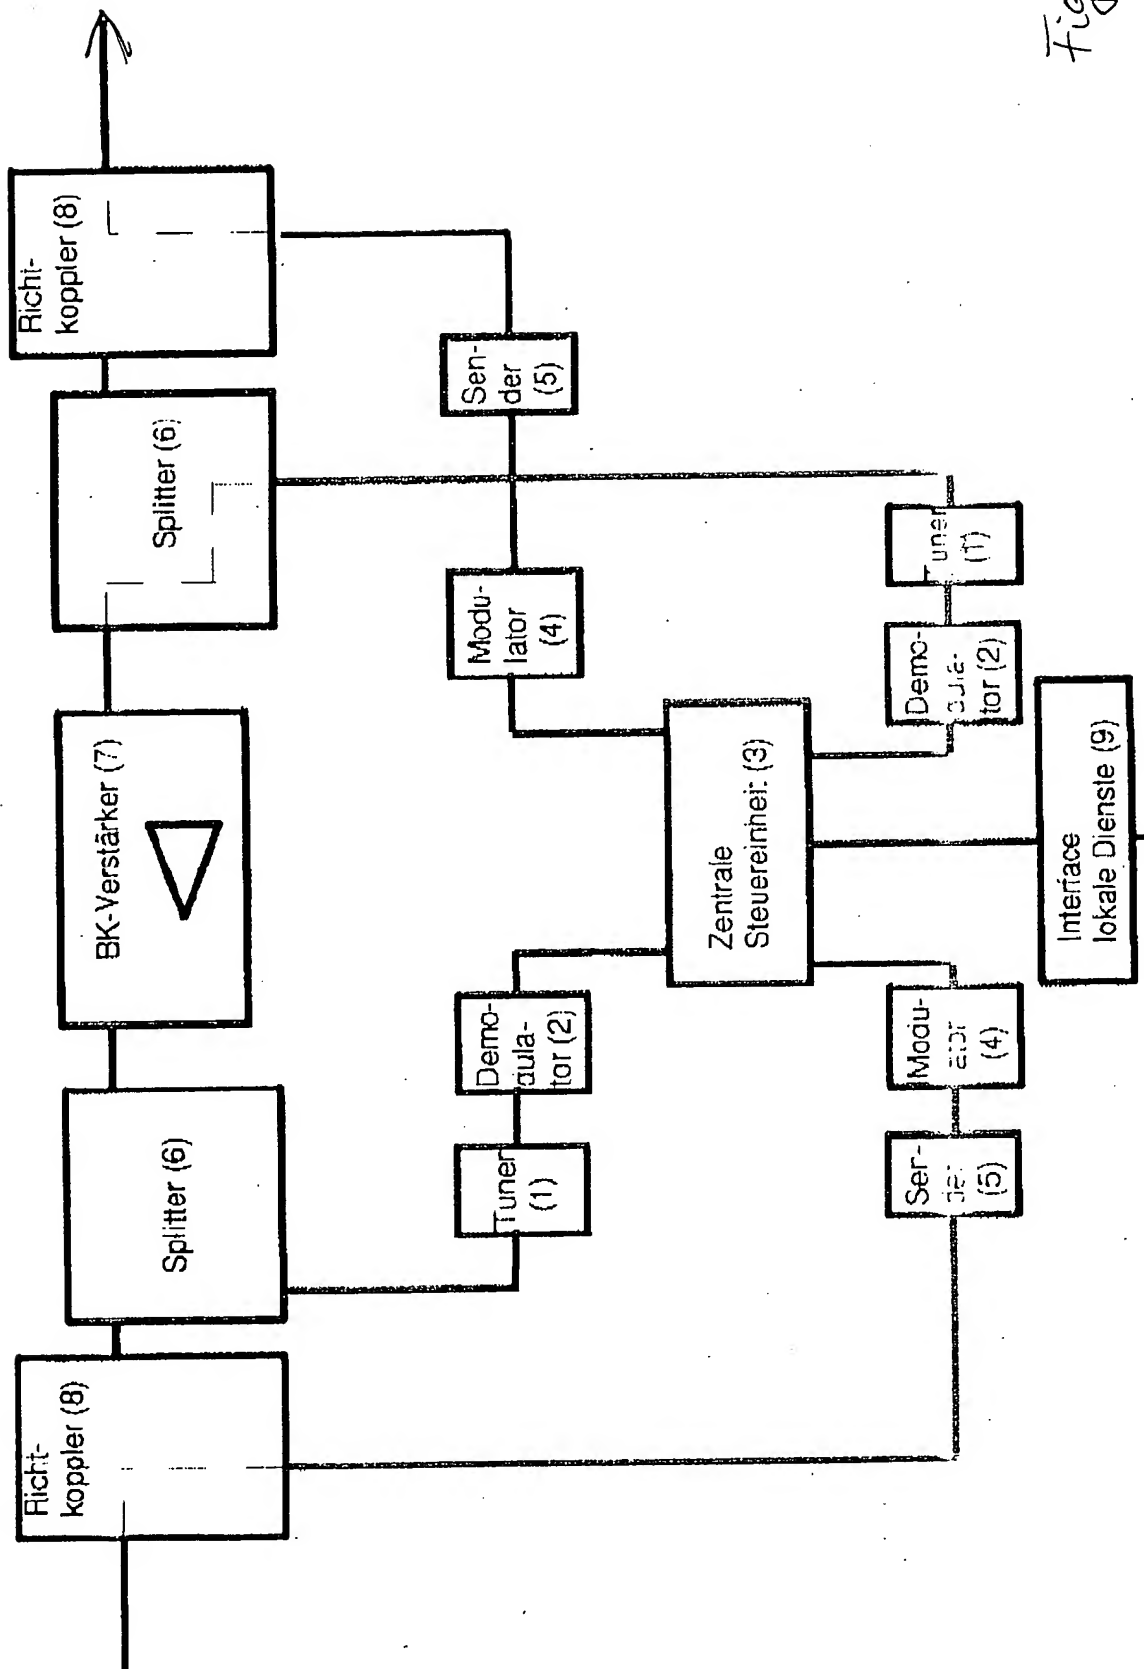 Richt-
koppler (8)
Splitter (6)
BK-Verstärker (7)
Splitter (6)
Richt-
koppler (8)
Tuner
(1)
Demo-
dula-
tor (2)
Modu-
lator
(4)
Sen-
der
(5)
Zentrale
Steuereinheit (3)
Sen-
der
(5)
Modu-
lator
(4)
Demo-
dula-
tor (2)
Tuner
(1)
Interface
lokale Dienste (9)